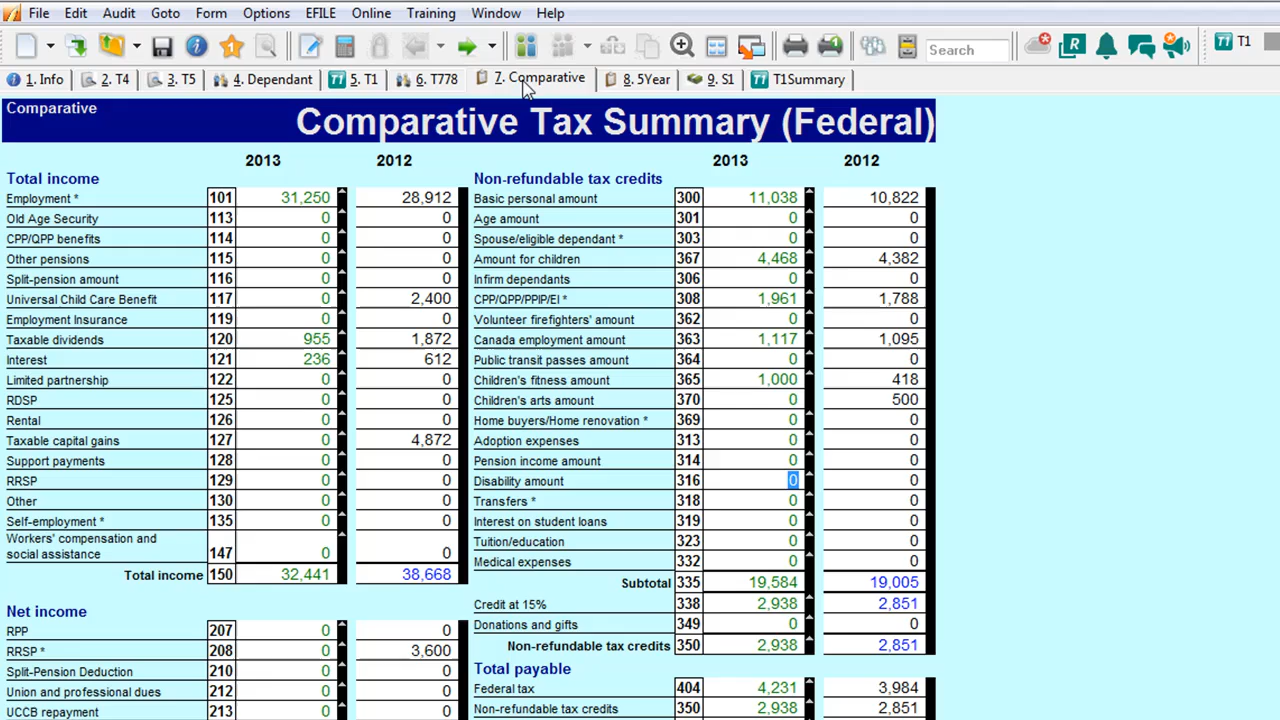 File Edit Audit Goto Form Options EFILE Online Training Window Help
Search R T1
1. Info 2. T4 3. T5 4. Dependant T1 5. T1 6. T778 7. Comparative 8. 5Year 9. S1 T1 T1Summary
Comparative
Comparative Tax Summary (Federal)
2013 2012
Total income
Employment * 101 31,250 28,912
Old Age Security 113 0 0
CPP/QPP benefits 114 0 0
Other pensions 115 0 0
Split-pension amount 116 0 0
Universal Child Care Benefit 117 0 2,400
Employment Insurance 119 0 0
Taxable dividends 120 955 1,872
Interest 121 236 612
Limited partnership 122 0 0
RDSP 125 0 0
Rental 126 0 0
Taxable capital gains 127 0 4,872
Support payments 128 0 0
RRSP 129 0 0
Other 130 0 0
Self-employment * 135 0 0
Workers' compensation and
social assistance 147 0 0
Total income 150 32,441 38,668
Net income
RPP 207 0 0
RRSP * 208 0 3,600
Split-Pension Deduction 210 0 0
Union and professional dues 212 0 0
UCCB repayment 213 0 0
2013 2012
Non-refundable tax credits
Basic personal amount 300 11,038 10,822
Age amount 301 0 0
Spouse/eligible dependant * 303 0 0
Amount for children 367 4,468 4,382
Infirm dependants 306 0 0
CPP/QPP/PPIP/EI * 308 1,961 1,788
Volunteer firefighters' amount 362 0 0
Canada employment amount 363 1,117 1,095
Public transit passes amount 364 0 0
Children's fitness amount 365 1,000 418
Children's arts amount 370 0 500
Home buyers/Home renovation * 369 0 0
Adoption expenses 313 0 0
Pension income amount 314 0 0
Disability amount 316 0 0
Transfers * 318 0 0
Interest on student loans 319 0 0
Tuition/education 323 0 0
Medical expenses 332 0 0
Subtotal 335 19,584 19,005
Credit at 15% 338 2,938 2,851
Donations and gifts 349 0 0
Non-refundable tax credits 350 2,938 2,851
Total payable
Federal tax 404 4,231 3,984
Non-refundable tax credits 350 2,938 2,851